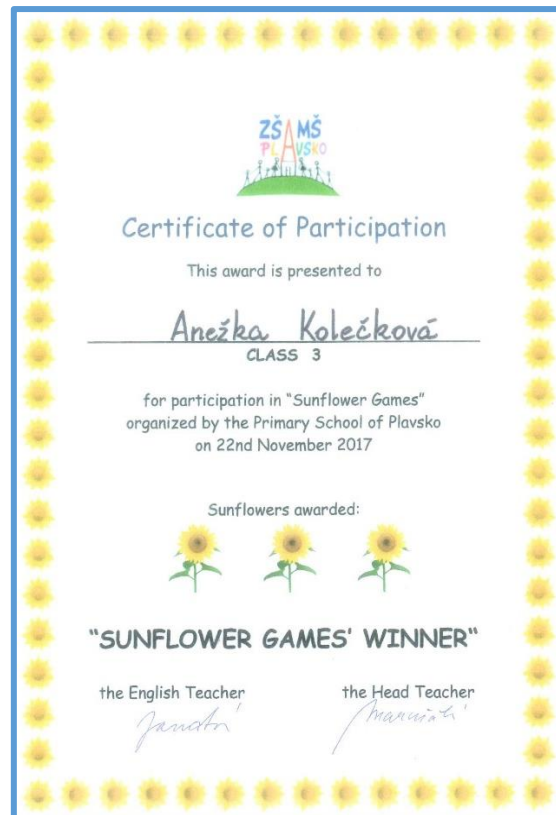 ZŠAMŠ
PLAVSKO
Certificate of Participation
This award is presented to
Anežka Kolečková
CLASS 3
for participation in "Sunflower Games"
organized by the Primary School of Plavsko
on 22nd November 2017
Sunflowers awarded:
"SUNFLOWER GAMES' WINNER"
the English Teacher the Head Teacher